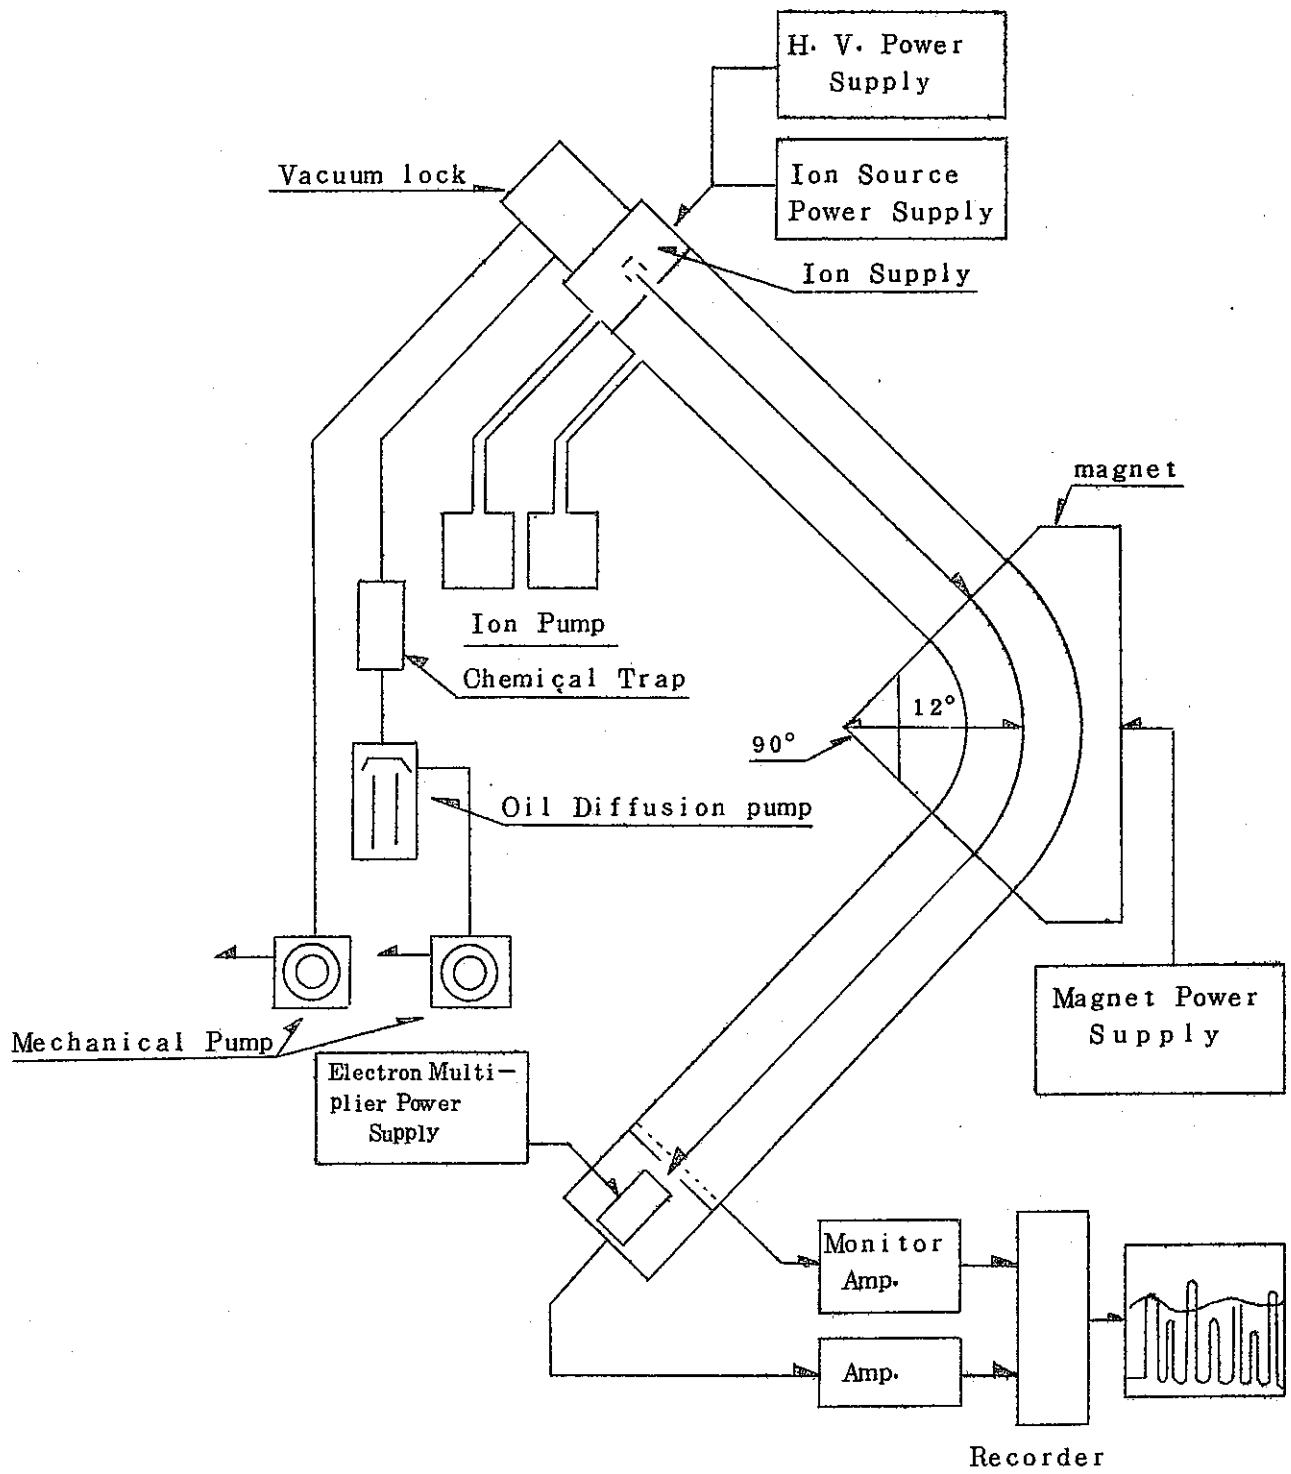 H. V. Power
Supply
Vacuum lock
Ion Source
Power Supply
Ion Supply
magnet
Ion Pump
Chemical Trap
12°
90°
Oil Diffusion pump
Magnet Power
Supply
Mechanical Pump
Electron Multi-
plier Power
Supply
Monitor
Amp.
Amp.
Recorder